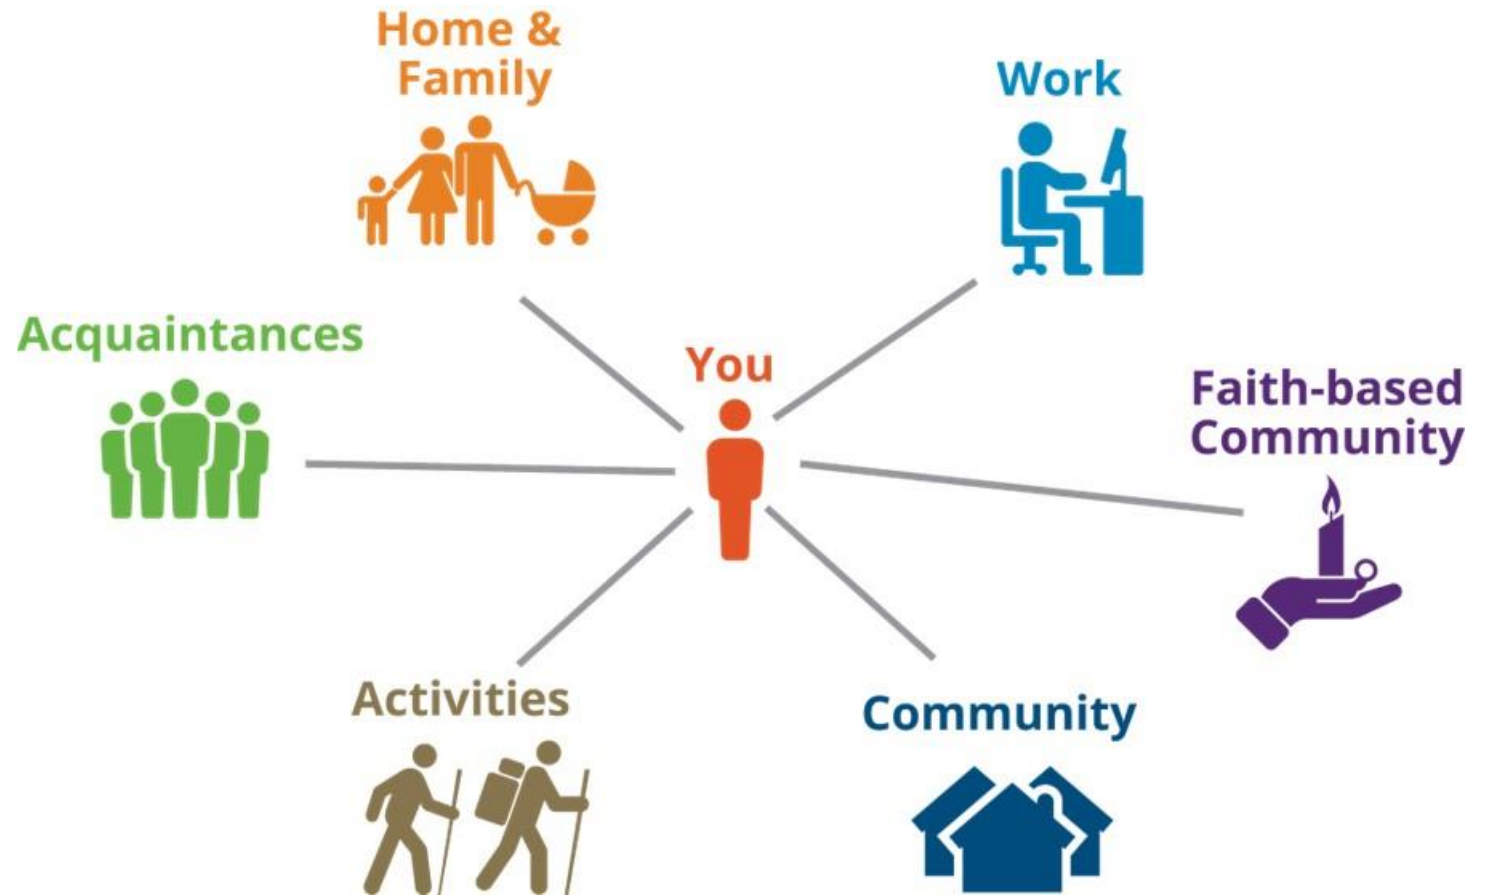 Home &
Family
Work
Acquaintances
You
Faith-based
Community
Activities
Community